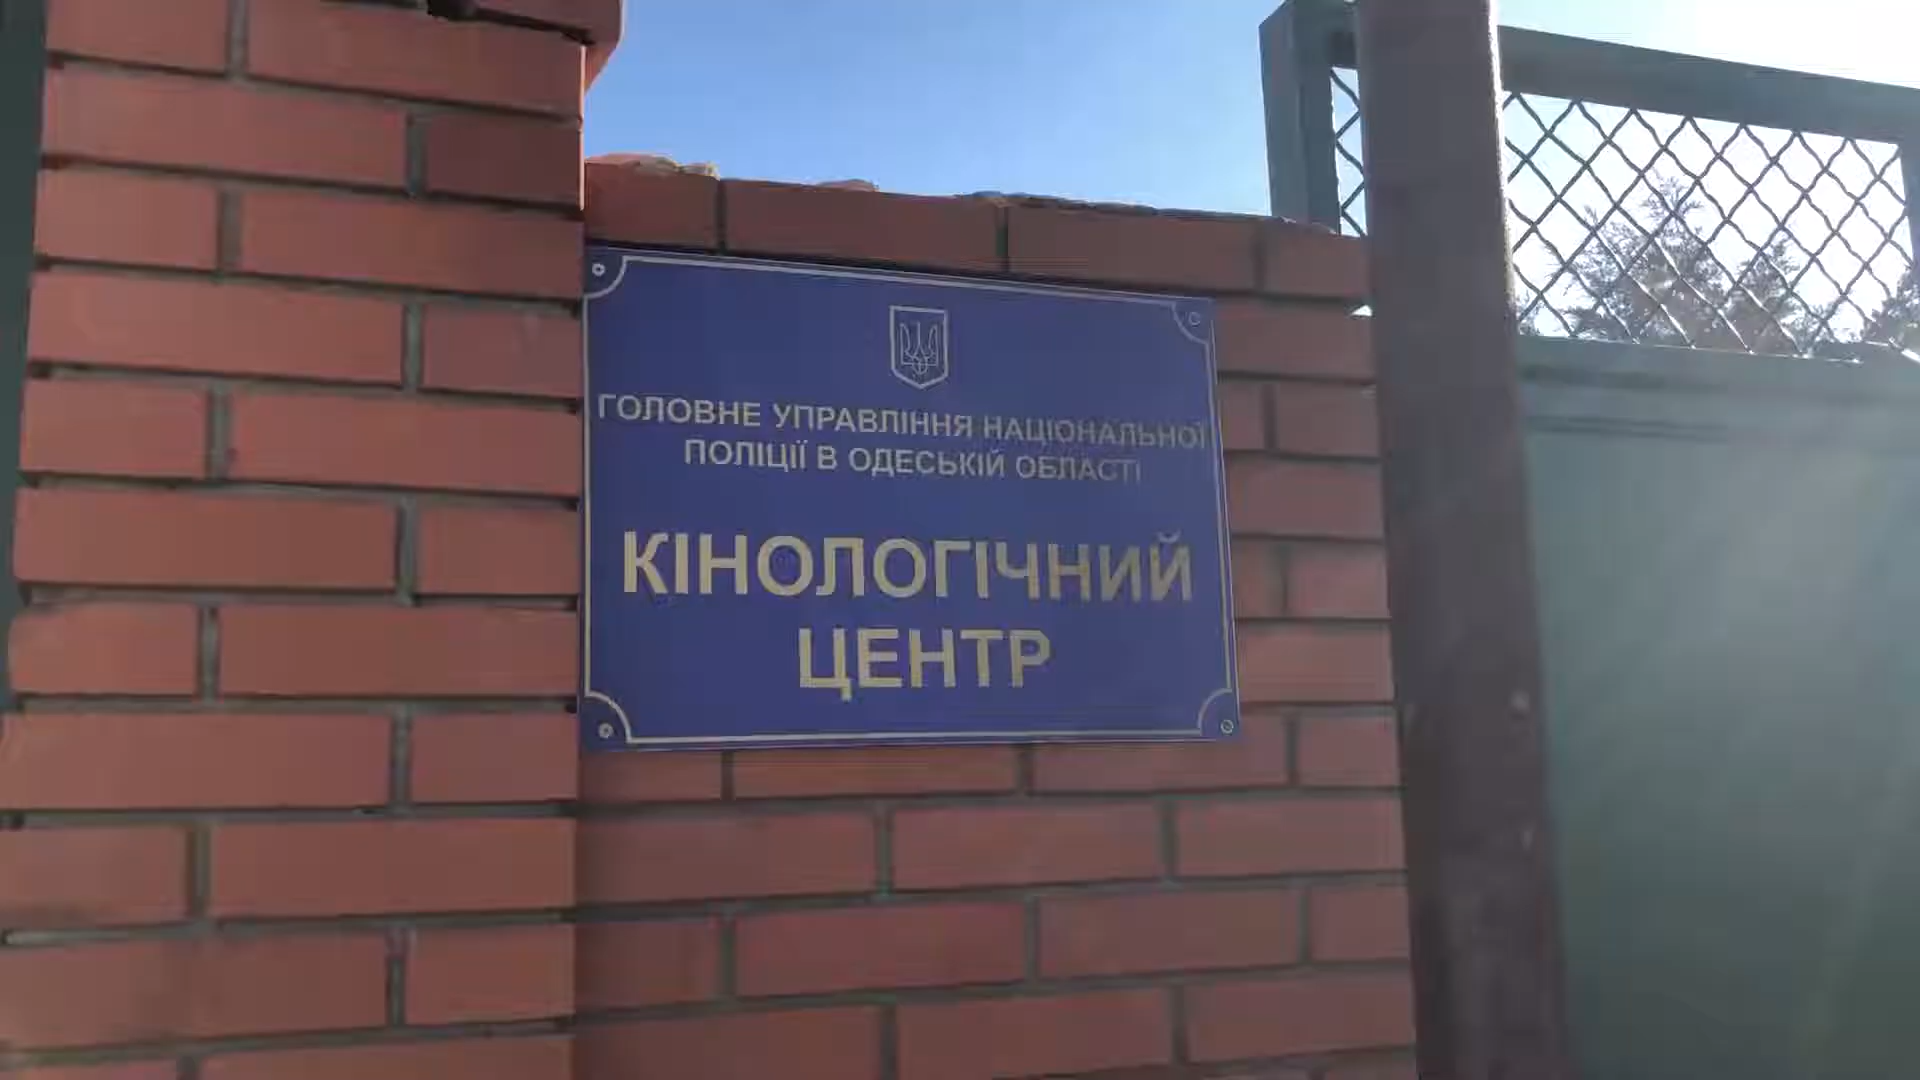 ГОЛОВНЕ УПРАВЛІННЯ НАЦІОНАЛЬНОЇ
ПОЛІЦІЇ В ОДЕСЬКІЙ ОБЛАСТІ
КІНОЛОГІЧНИЙ
ЦЕНТР